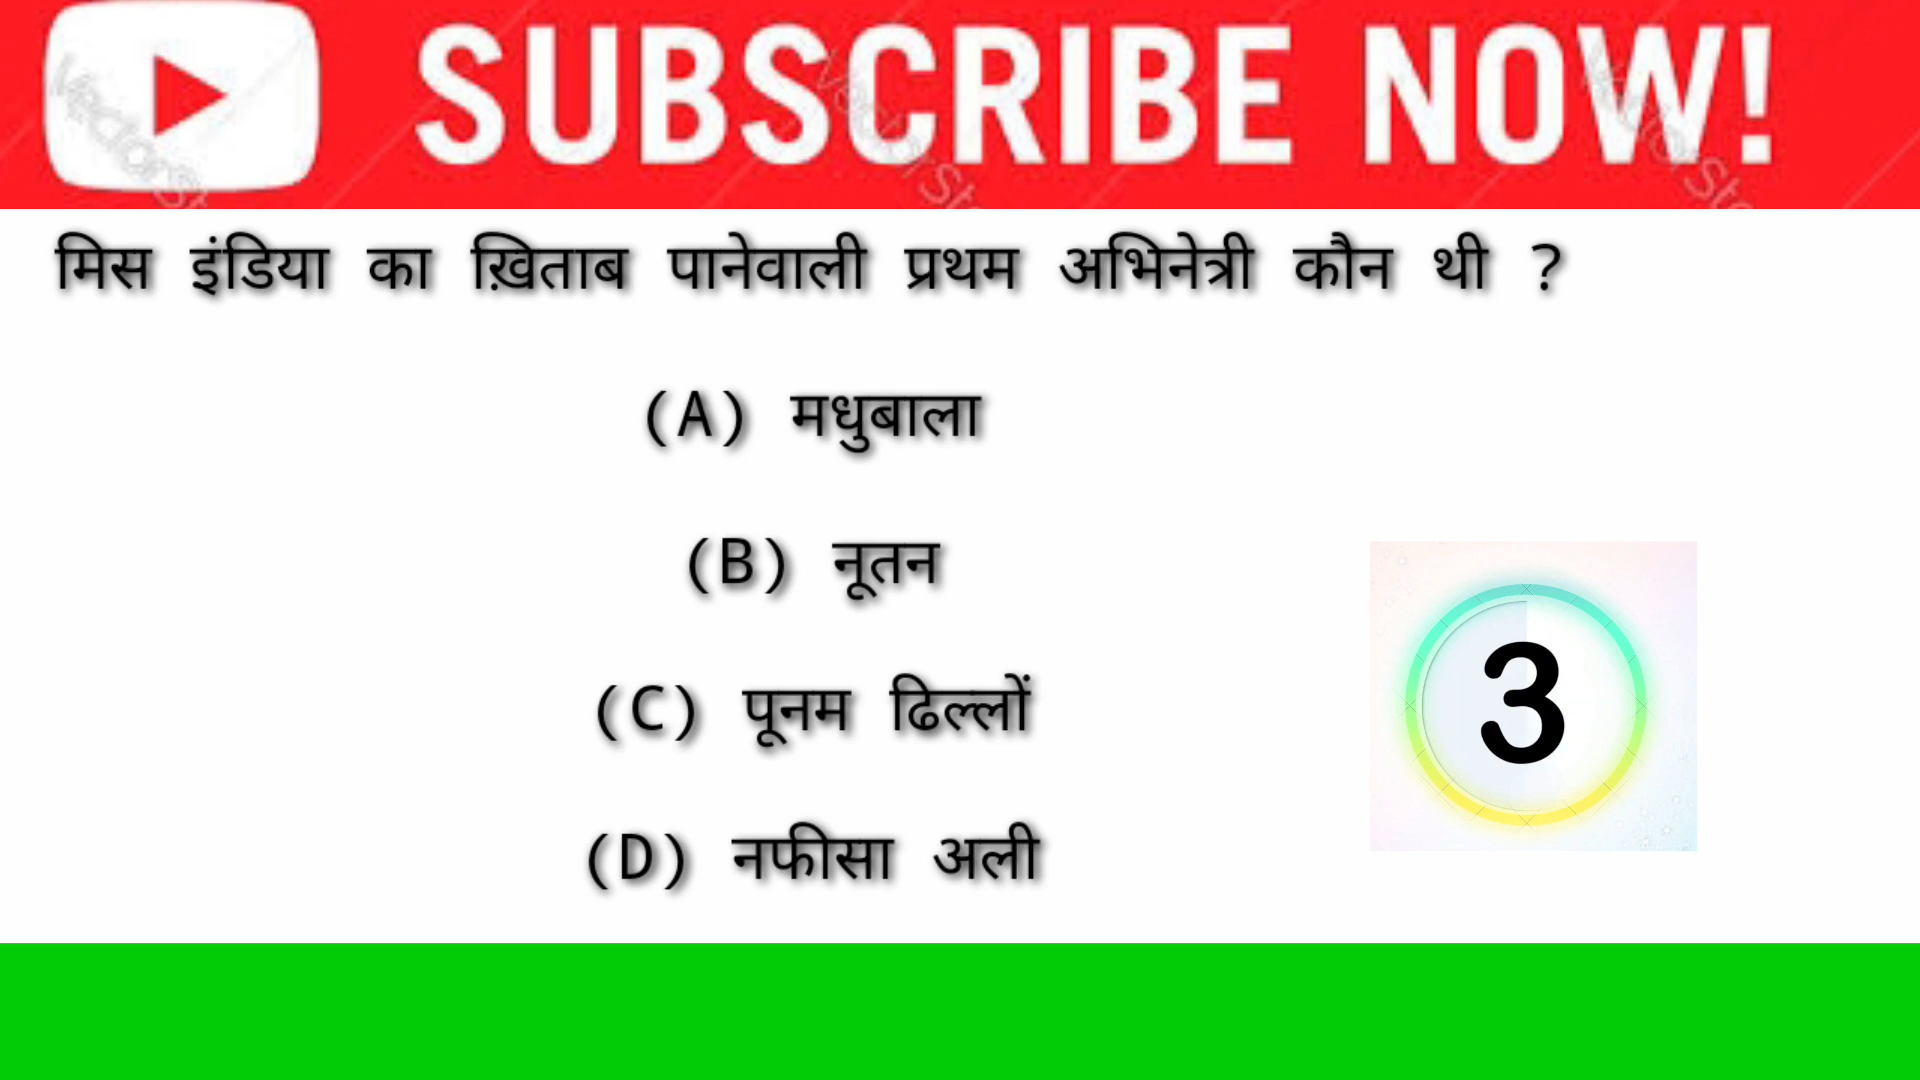 SUBSCRIBE NOW!
मिस इंडिया का ख़िताब पानेवाली प्रथम अभिनेत्री कौन थी ?
(A) मधुबाला
(B) नूतन
(C) पूनम ढिल्लों
3
(D) नफीसा अली